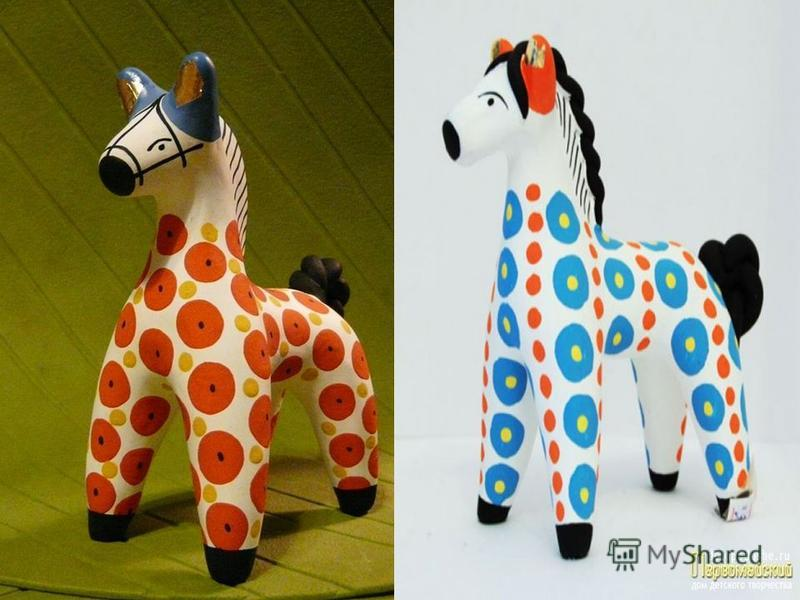 MyShared
Первомайский
дом детского творчества